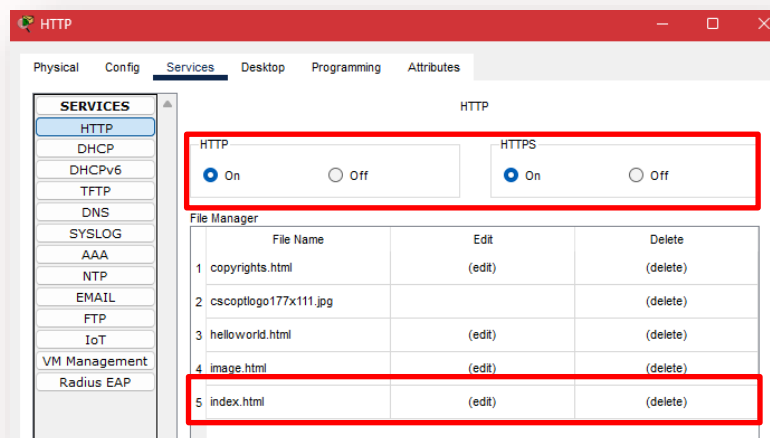 HTTP
Physical Config Services Desktop Programming Attributes
SERVICES
HTTP
DHCP
DHCPv6
TFTP
DNS
SYSLOG
AAA
NTP
EMAIL
FTP
IoT
VM Management
Radius EAP
HTTP
HTTP
On Off
HTTPS
On Off
File Manager
File Name Edit Delete
1 copyrights.html (edit) (delete)
2 cscoptlogo177x111.jpg (delete)
3 helloworld.html (edit) (delete)
4 image.html (edit) (delete)
5 index.html (edit) (delete)